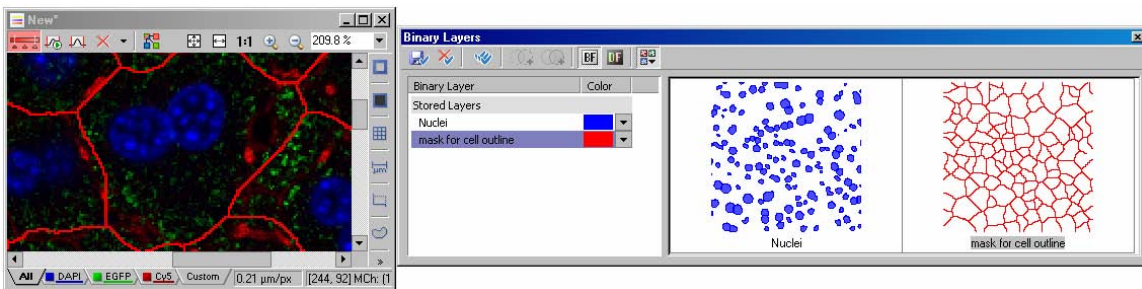 New*
1:1 209.8 %
µm
All DAPI EGFP Cy5 Custom 0.21 µm/px [244, 92] MCh: (1
Binary Layers
BF DF
Binary Layer Color
Stored Layers
Nuclei
mask for cell outline
Nuclei mask for cell outline